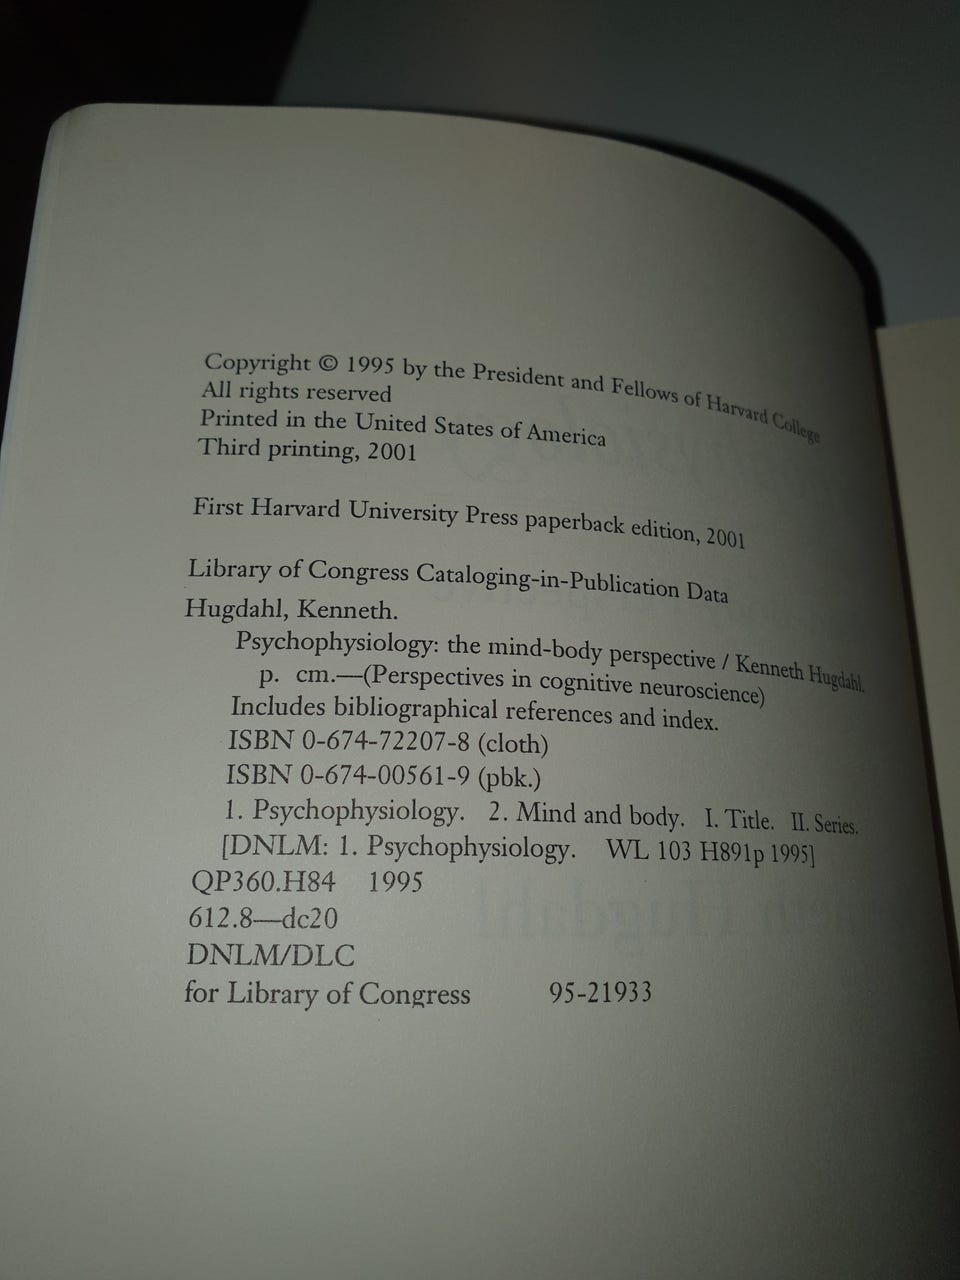 Copyright © 1995 by the President and Fellows of Harvard College
All rights reserved
Printed in the United States of America
Third printing, 2001
First Harvard University Press paperback edition, 2001
Library of Congress Cataloging-in-Publication Data
Hugdahl, Kenneth.
Psychophysiology: the mind-body perspective / Kenneth Hugdahl.
p. cm.—(Perspectives in cognitive neuroscience)
Includes bibliographical references and index.
ISBN 0-674-72207-8 (cloth)
ISBN 0-674-00561-9 (pbk.)
1. Psychophysiology. 2. Mind and body. I. Title. II. Series.
[DNLM: 1. Psychophysiology. WL 103 H891p 1995]
QP360.H84 1995
612.8—dc20
DNLM/DLC
for Library of Congress 95-21933